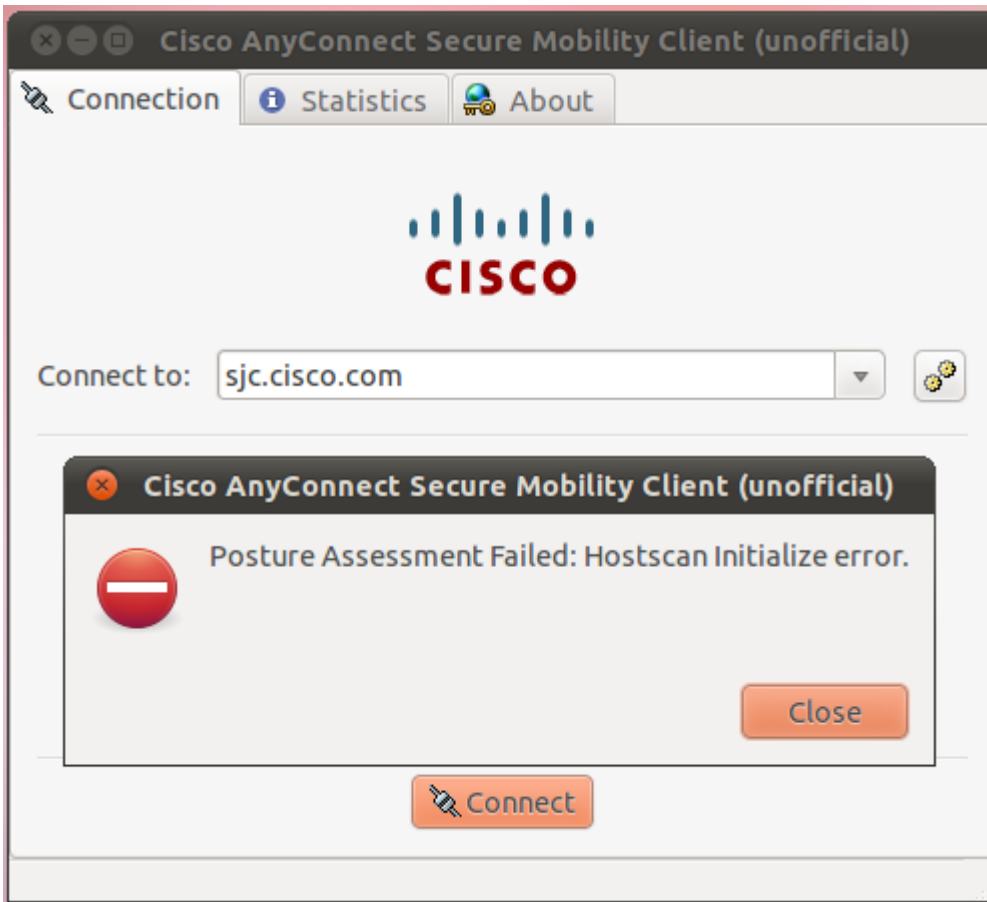 Cisco AnyConnect Secure Mobility Client (unofficial)
Connection Statistics About
CISCO
Connect to: sjc.cisco.com
Cisco AnyConnect Secure Mobility Client (unofficial)
Posture Assessment Failed: Hostscan Initialize error.
Close
Connect